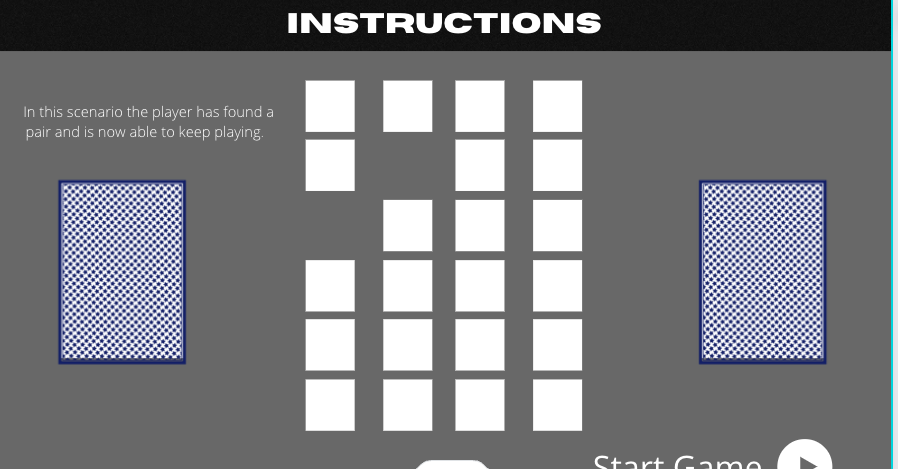 INSTRUCTIONS
In this scenario the player has found a
pair and is now able to keep playing.
Start Game